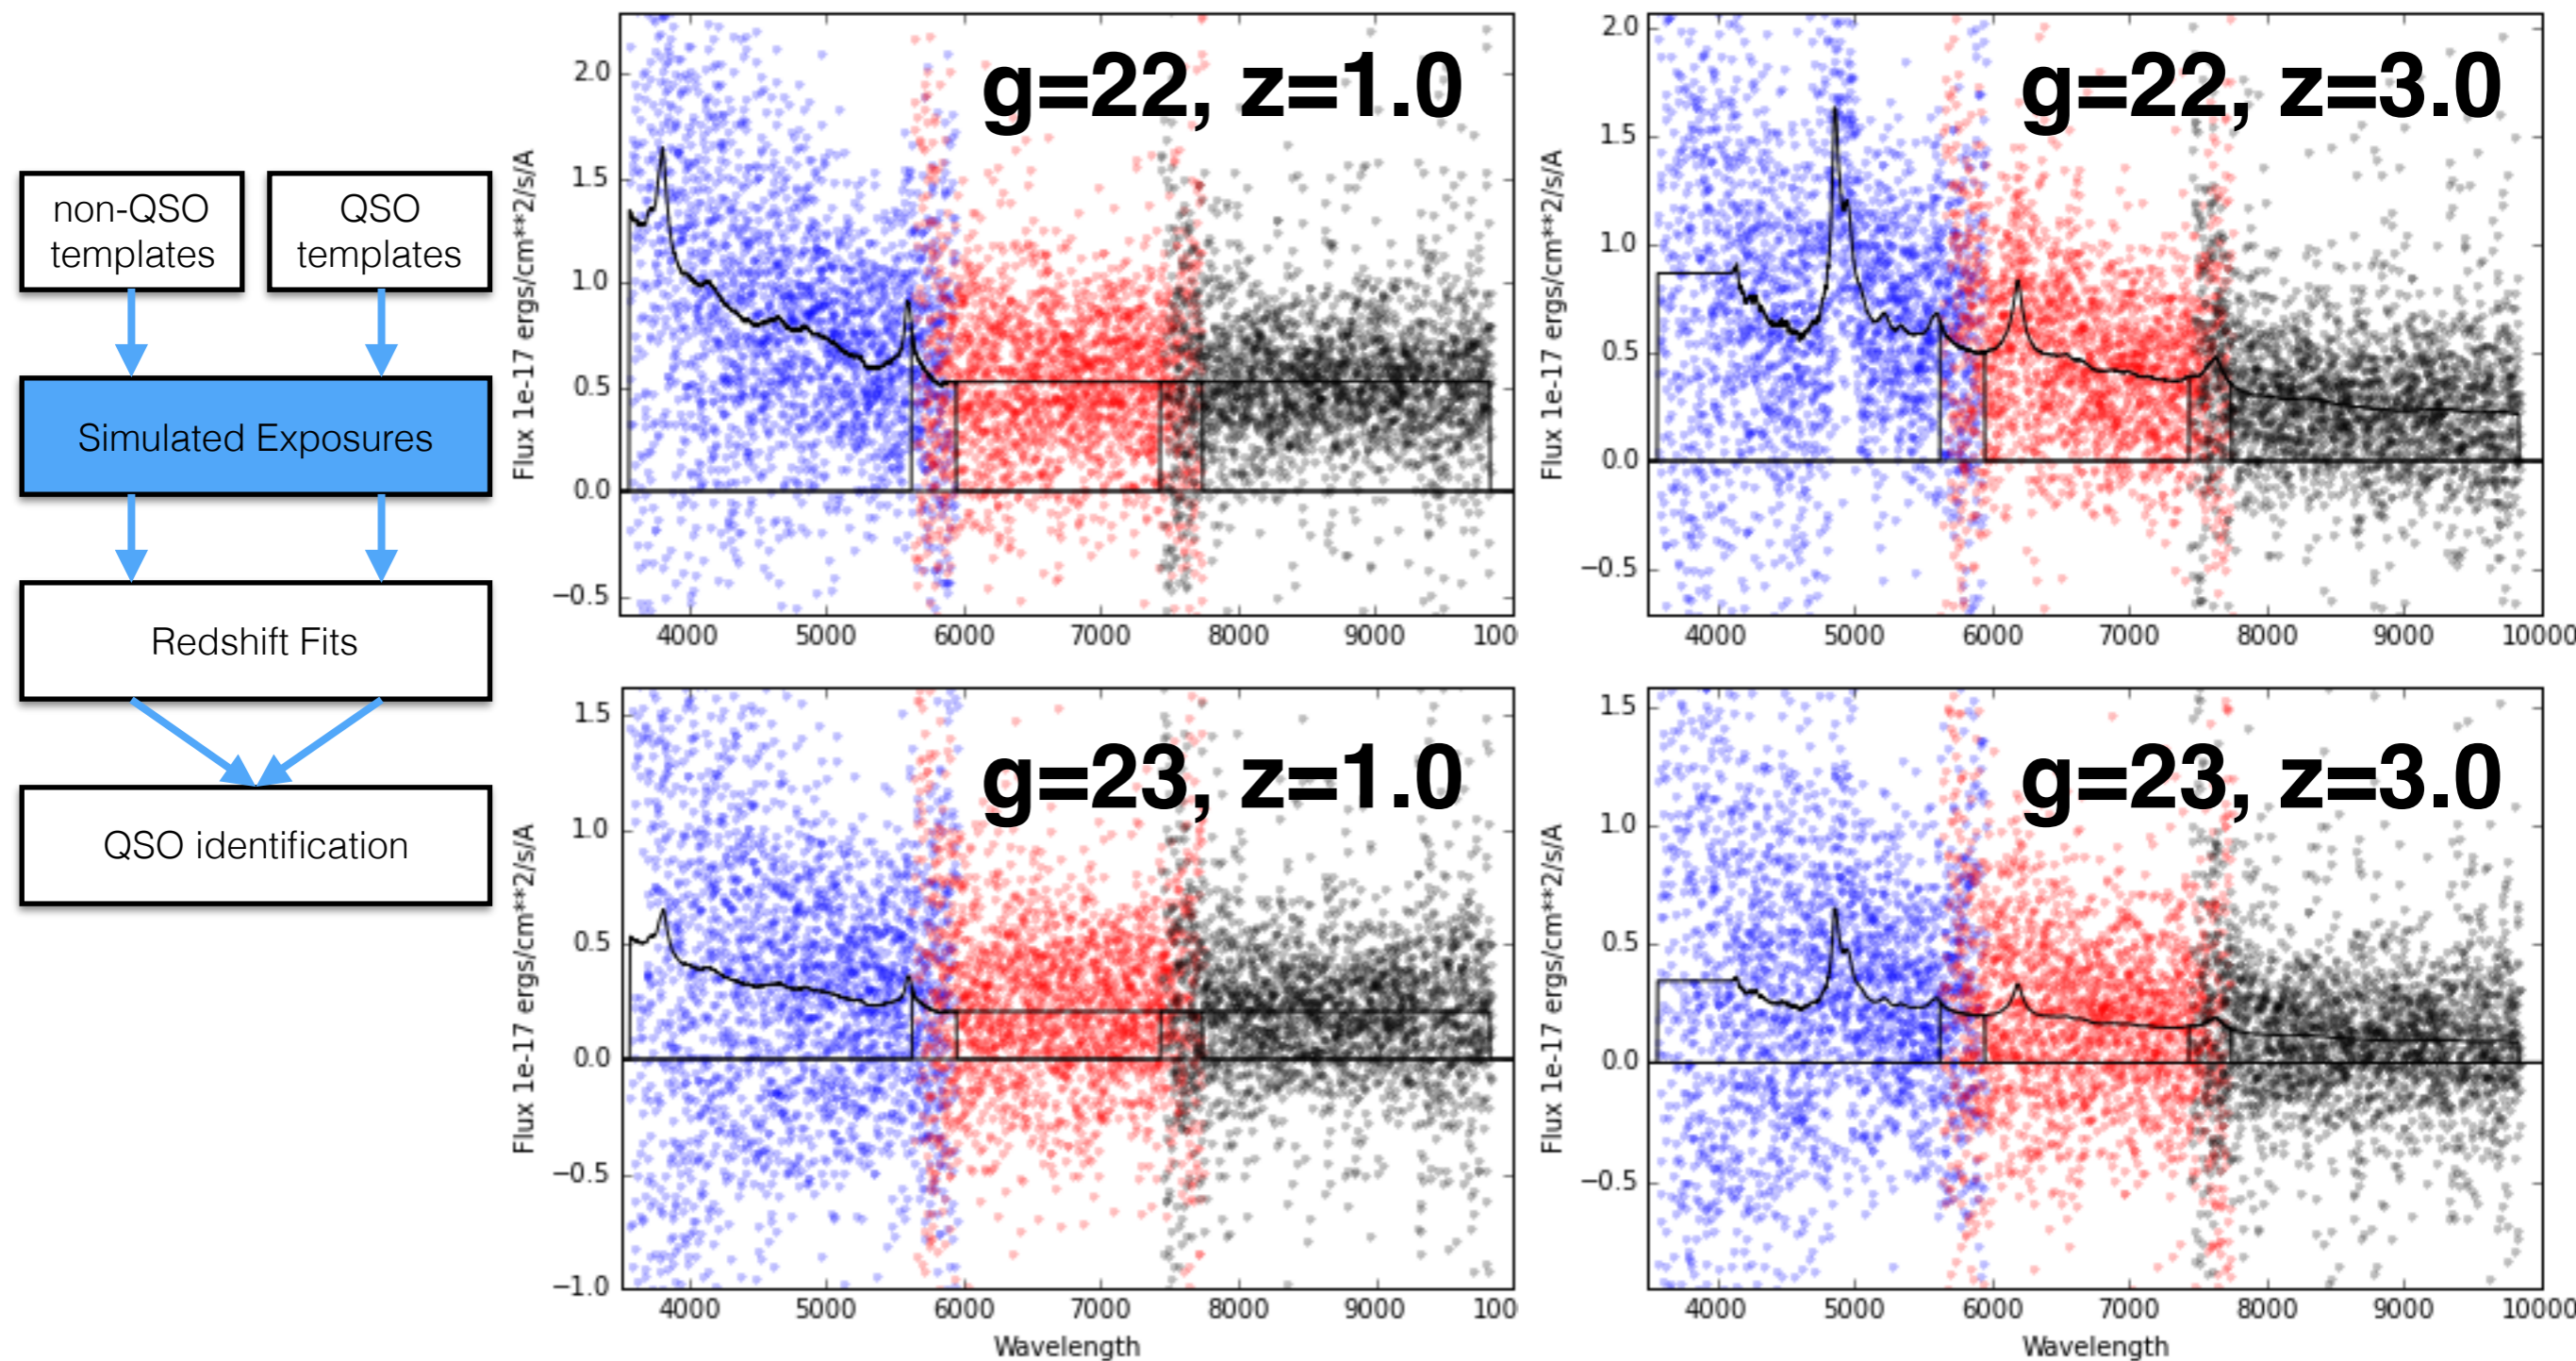 non-QSO
templates
QSO
templates
Simulated Exposures
Redshift Fits
QSO identification
g=22, z=1.0
Flux 1e-17 ergs/cm**2/s/A
2.0
1.5
1.0
0.5
0.0
−0.5
4000 5000 6000 7000 8000 9000 100
g=22, z=3.0
Flux 1e-17 ergs/cm**2/s/A
2.0
1.5
1.0
0.5
0.0
−0.5
4000 5000 6000 7000 8000 9000 10000
g=23, z=1.0
Flux 1e-17 ergs/cm**2/s/A
1.5
1.0
0.5
0.0
−0.5
−1.0
4000 5000 6000 7000 8000 9000 100
Wavelength
g=23, z=3.0
Flux 1e-17 ergs/cm**2/s/A
1.5
1.0
0.5
0.0
−0.5
4000 5000 6000 7000 8000 9000 10000
Wavelength